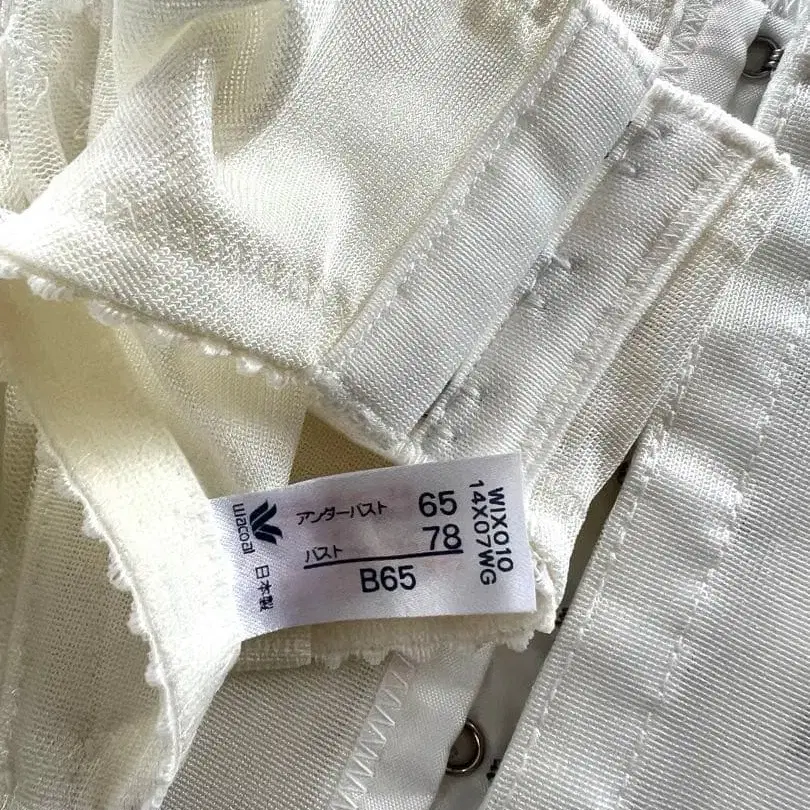 Wacoal 日本製
アンダーバスト 65
バスト 78
B65
WIX010
14X07WG